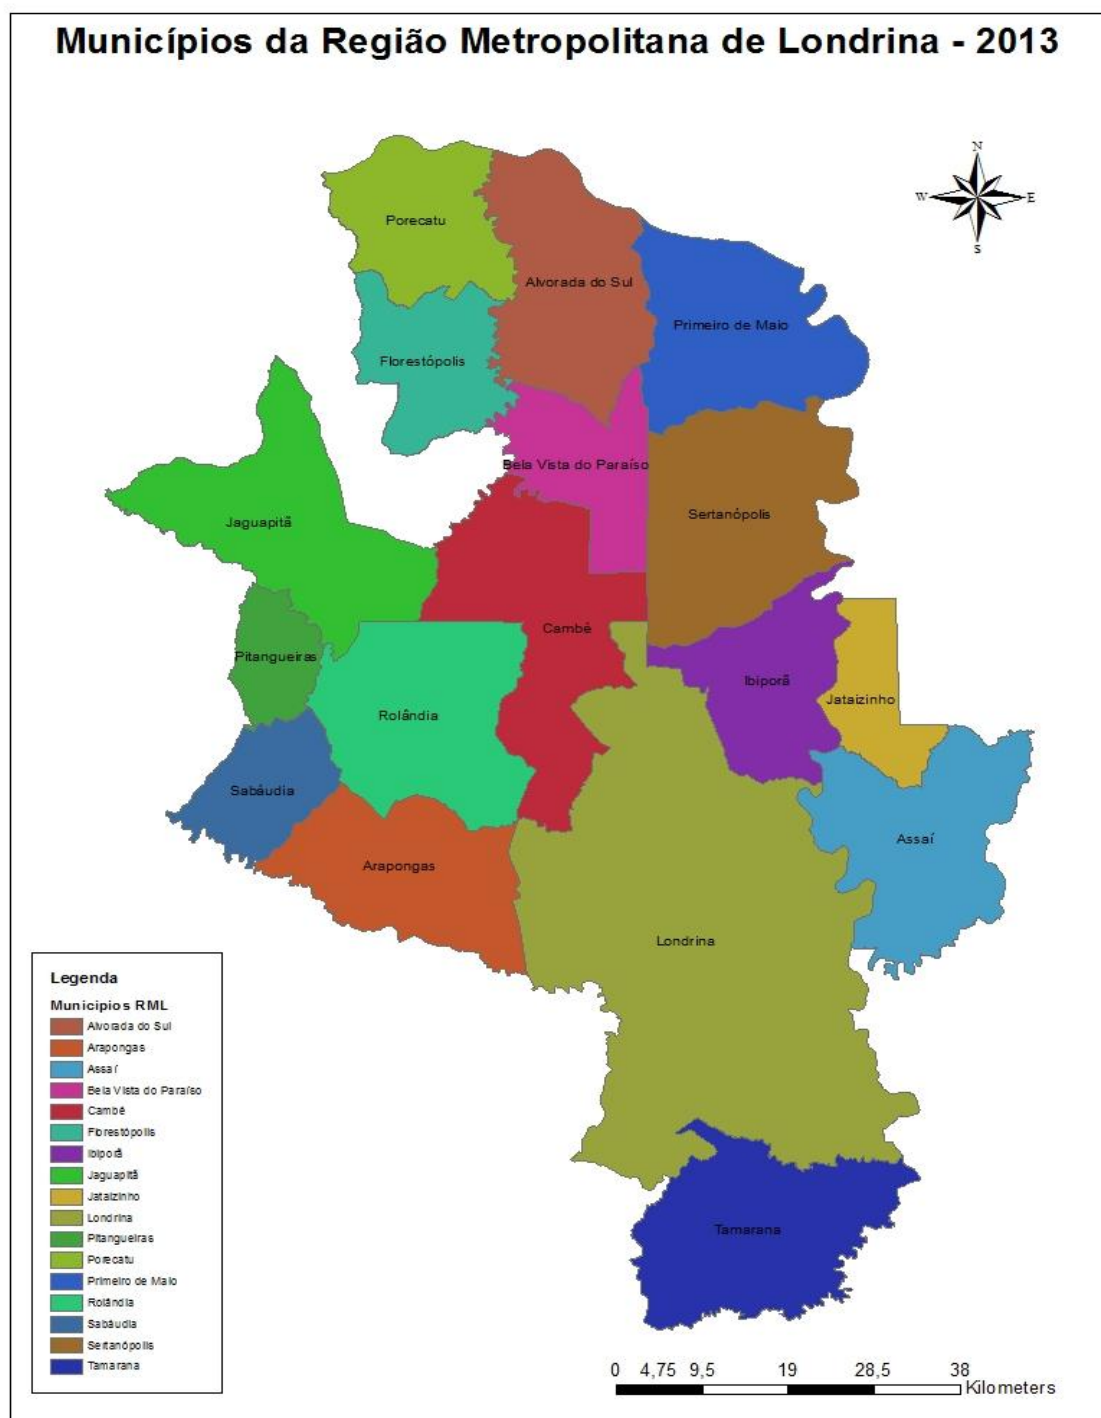 Municípios da Região Metropolitana de Londrina - 2013
N
W E
S
Porecatu
Alvorada do Sul
Primeiro de Maio
Florestópolis
Bela Vista do Paraíso
Sertanópolis
Jaguapitã
Cambé
Pitangueiras
Ibiporã
Jataizinho
Rolândia
Sabáudia
Assaí
Arapongas
Londrina
Tamarana
Legenda
Municipios RML
Alvorada do Sul
Arapongas
Assaí
Bela Vista do Paraíso
Cambé
Florestópolis
Ibiporã
Jaguapitã
Jataizinho
Londrina
Pitangueiras
Porecatu
Primeiro de Maio
Rolândia
Sabáudia
Sertanópolis
Tamarana
0 4,75 9,5 19 28,5 38
Kilometers